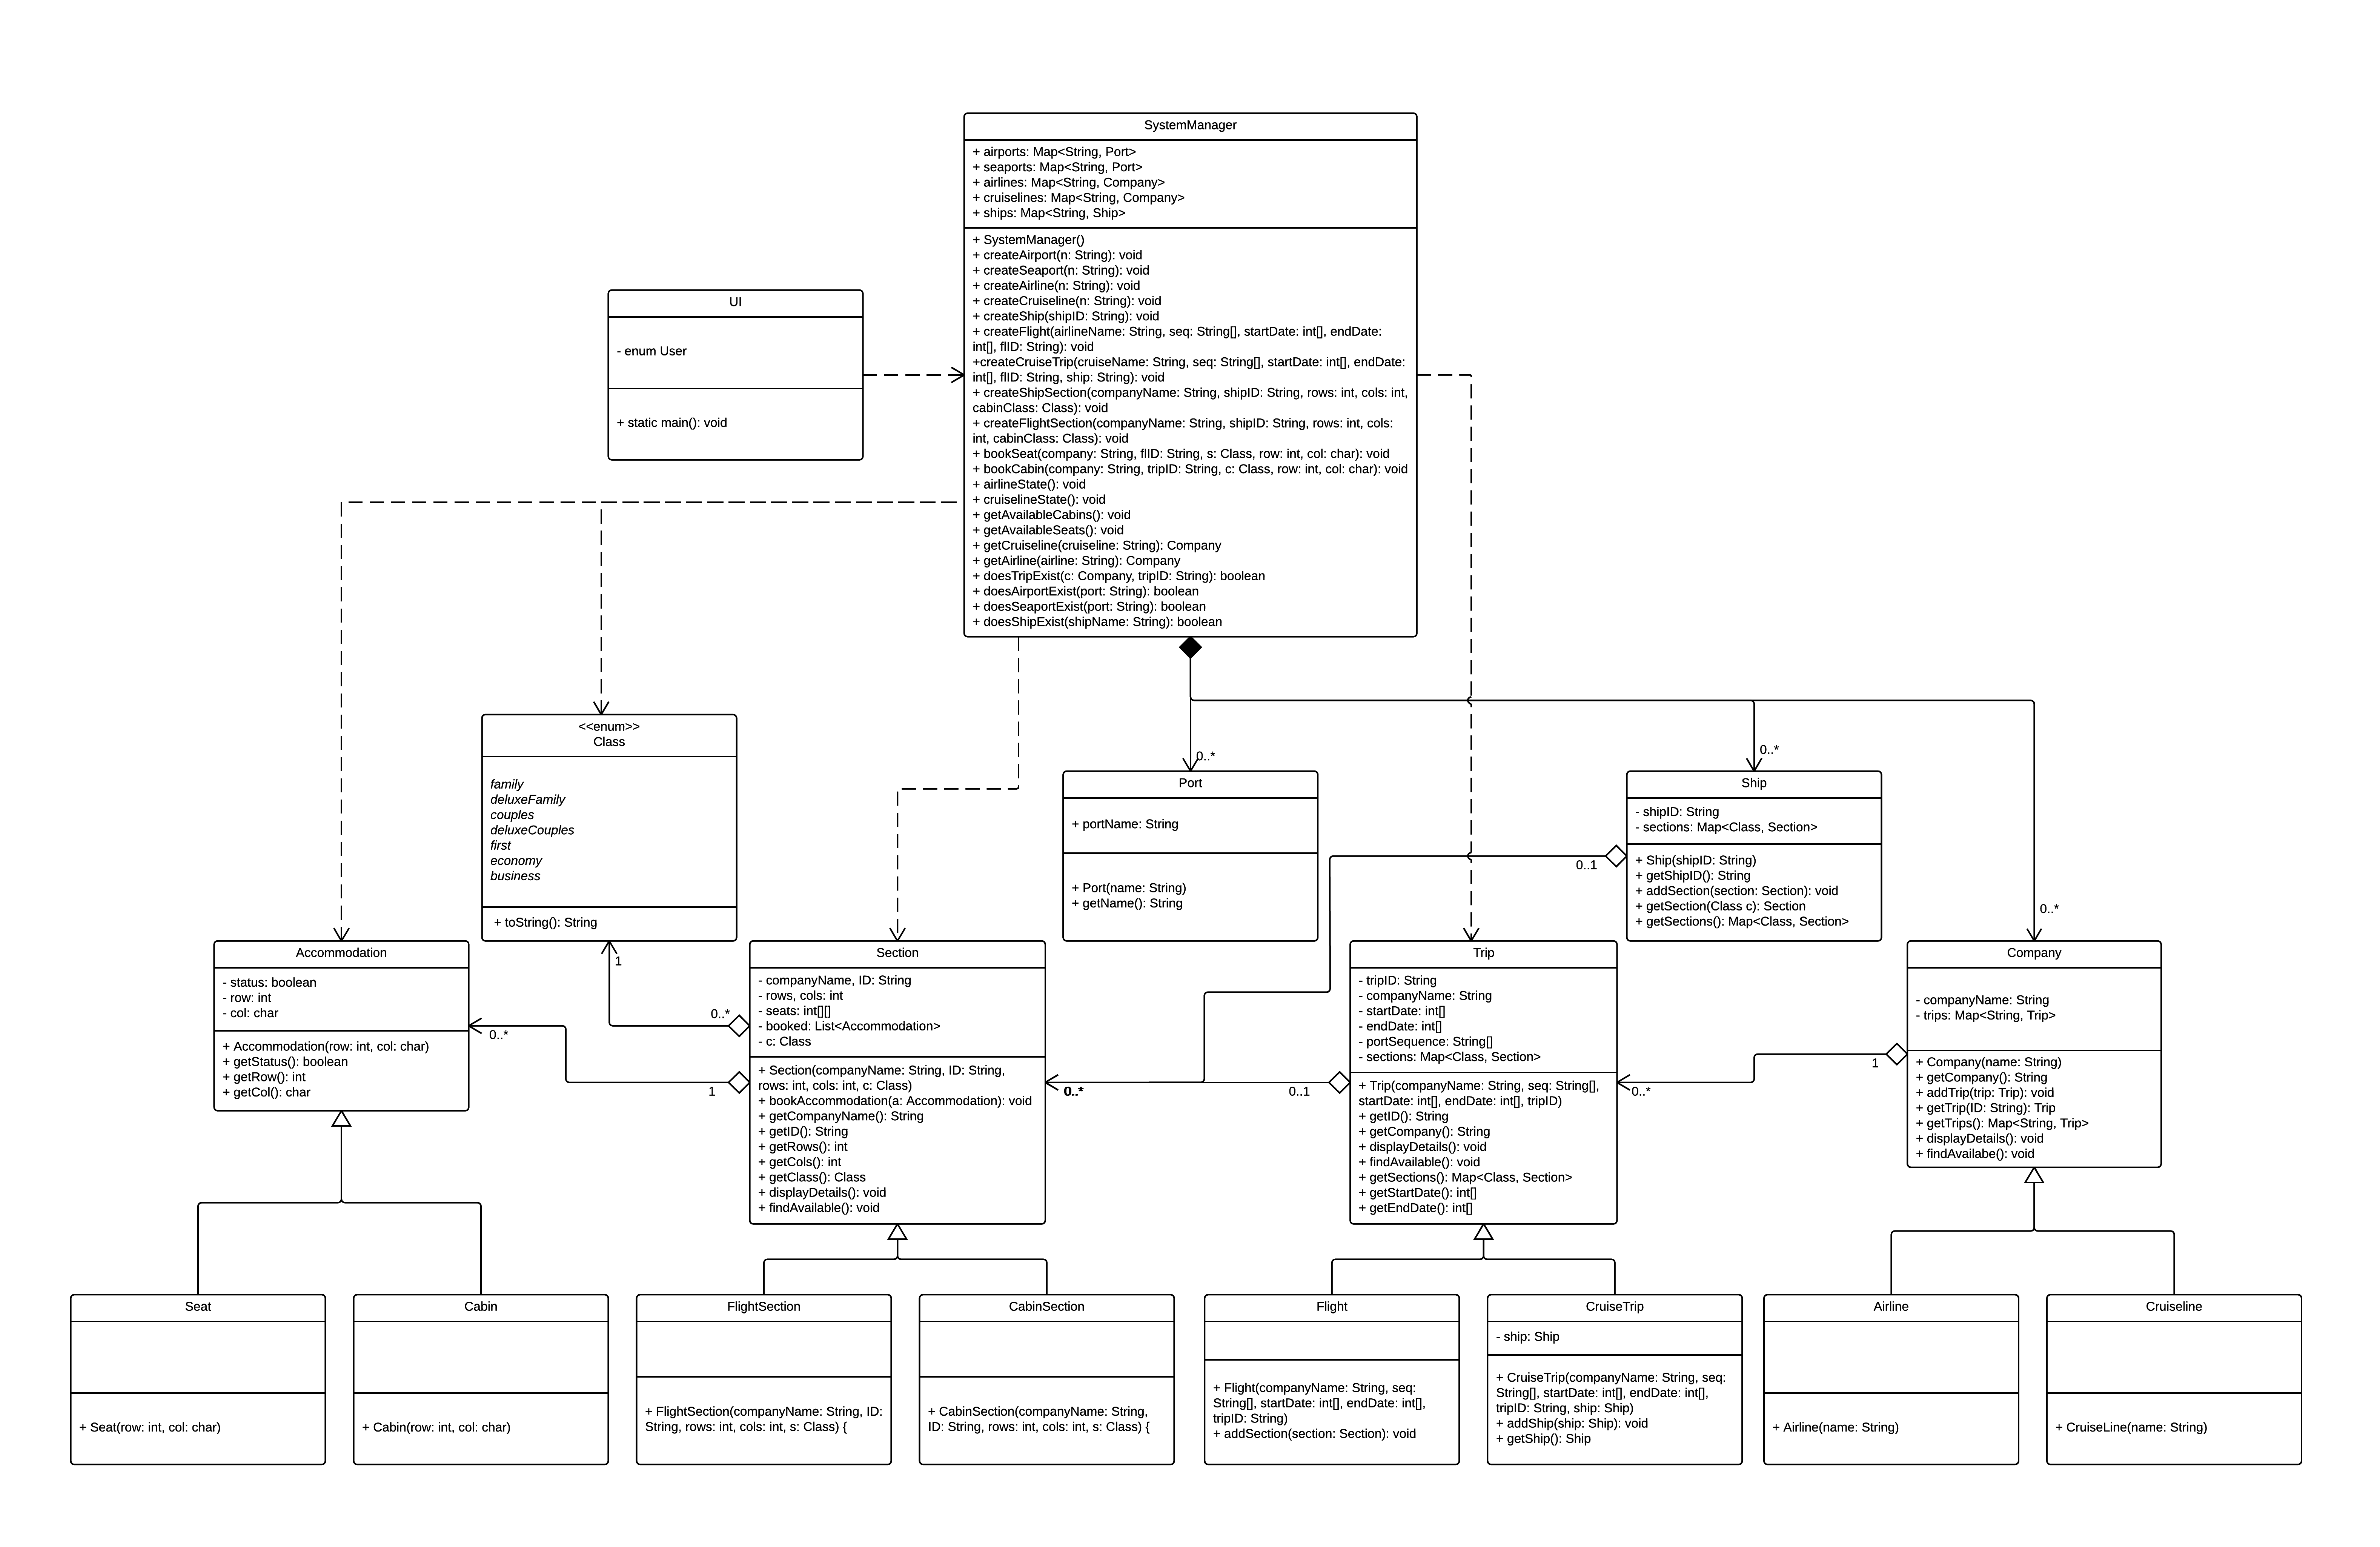 SystemManager
+ airports: Map<String, Port>
+ seaports: Map<String, Port>
+ airlines: Map<String, Company>
+ cruiselines: Map<String, Company>
+ ships: Map<String, Ship>
+ SystemManager()
+ createAirport(n: String): void
+ createSeaport(n: String): void
+ createAirline(n: String): void
+ createCruiseline(n: String): void
+ createShip(shipID: String): void
+ createFlight(airlineName: String, seq: String[], startDate: int[], endDate:
int[], flID: String): void
+createCruiseTrip(cruiseName: String, seq: String[], startDate: int[], endDate:
int[], flID: String, ship: String): void
+ createShipSection(companyName: String, shipID: String, rows: int, cols: int,
cabinClass: Class): void
+ createFlightSection(companyName: String, shipID: String, rows: int, cols:
int, cabinClass: Class): void
+ bookSeat(company: String, flID: String, s: Class, row: int, col: char): void
+ bookCabin(company: String, tripID: String, c: Class, row: int, col: char): void
+ airlineState(): void
+ cruiselineState(): void
+ getAvailableCabins(): void
+ getAvailableSeats(): void
+ getCruiseline(cruiseline: String): Company
+ getAirline(airline: String): Company
+ doesTripExist(c: Company, tripID: String): boolean
+ doesAirportExist(port: String): boolean
+ doesSeaportExist(port: String): boolean
+ doesShipExist(shipName: String): boolean
UI
- enum User
+ static main(): void
<<enum>>
Class
family
deluxeFamily
couples
deluxeCouples
first
economy
business
+ toString(): String
0..*
Port
+ portName: String
+ Port(name: String)
+ getName(): String
0..*
Ship
- shipID: String
- sections: Map<Class, Section>
+ Ship(shipID: String)
+ getShipID(): String
+ addSection(section: Section): void
+ getSection(Class c): Section
+ getSections(): Map<Class, Section>
0..1
0..*
Accommodation
- status: boolean
- row: int
- col: char
+ Accommodation(row: int, col: char)
+ getStatus(): boolean
+ getRow(): int
+ getCol(): char
0..*
1
0..*
1
Section
- companyName, ID: String
- rows, cols: int
- seats: int[][]
- booked: List<Accommodation>
- c: Class
+ Section(companyName: String, ID: String,
rows: int, cols: int, c: Class)
+ bookAccommodation(a: Accommodation): void
+ getCompanyName(): String
+ getID(): String
+ getRows(): int
+ getCols(): int
+ getClass(): Class
+ displayDetails(): void
+ findAvailable(): void
0..*
0..1
Trip
- tripID: String
- companyName: String
- startDate: int[]
- endDate: int[]
- portSequence: String[]
- sections: Map<Class, Section>
+ Trip(companyName: String, seq: String[],
startDate: int[], endDate: int[], tripID)
+ getID(): String
+ getCompany(): String
+ displayDetails(): void
+ findAvailable(): void
+ getSections(): Map<Class, Section>
+ getStartDate(): int[]
+ getEndDate(): int[]
0..*
1
Company
- companyName: String
- trips: Map<String, Trip>
+ Company(name: String)
+ getCompany(): String
+ addTrip(trip: Trip): void
+ getTrip(ID: String): Trip
+ getTrips(): Map<String, Trip>
+ displayDetails(): void
+ findAvailabe(): void
Seat
+ Seat(row: int, col: char)
Cabin
+ Cabin(row: int, col: char)
FlightSection
+ FlightSection(companyName: String, ID:
String, rows: int, cols: int, s: Class) {
CabinSection
+ CabinSection(companyName: String,
ID: String, rows: int, cols: int, s: Class) {
Flight
+ Flight(companyName: String, seq:
String[], startDate: int[], endDate: int[],
tripID: String)
+ addSection(section: Section): void
CruiseTrip
- ship: Ship
+ CruiseTrip(companyName: String, seq:
String[], startDate: int[], endDate: int[],
tripID: String, ship: Ship)
+ addShip(ship: Ship): void
+ getShip(): Ship
Airline
+ Airline(name: String)
Cruiseline
+ CruiseLine(name: String)